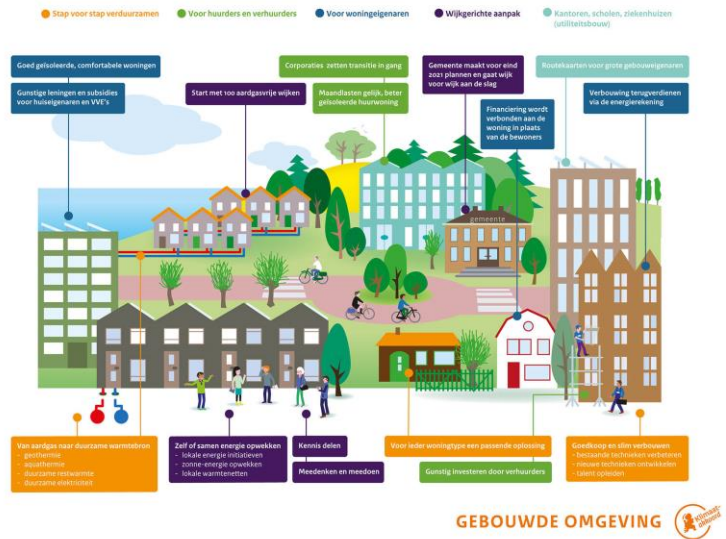 Stap voor stap verduurzamen
Voor huurders en verhuurders
Voor woningeigenaren
Wijkgerichte aanpak
Kantoren, scholen, ziekenhuizen
(utiliteitsbouw)
Goed geïsoleerde, comfortabele woningen
Gunstige leningen en subsidies
voor huiseigenaren en VVE's
Start met 100 aardgasvrije wijken
Corporaties zetten transitie in gang
Maandlasten gelijk, beter
geïsoleerde huurwoning
Gemeente maakt voor eind
2021 plannen en gaat wijk
voor wijk aan de slag
Financiering wordt
verbonden aan de
woning in plaats
van de bewoners
Routekaarten voor grote gebouweigenaren
Verbouwing terugverdienen
via de energierekening
gemeente
Van aardgas naar duurzame warmtebron
- geothermie
- aquathermie
- duurzame restwarmte
- duurzame elektriciteit
Zelf of samen energie opwekken
- lokale energie initiatieven
- zonne-energie opwekken
- lokale warmtenetten
Kennis delen
Meedenken en meedoen
Voor ieder woningtype een passende oplossing
Gunstig investeren door verhuurders
Goedkoop en slim verbouwen
- bestaande technieken verbeteren
- nieuwe technieken ontwikkelen
- talent opleiden
GEBOUWDE OMGEVING
Klimaat-
akkoord